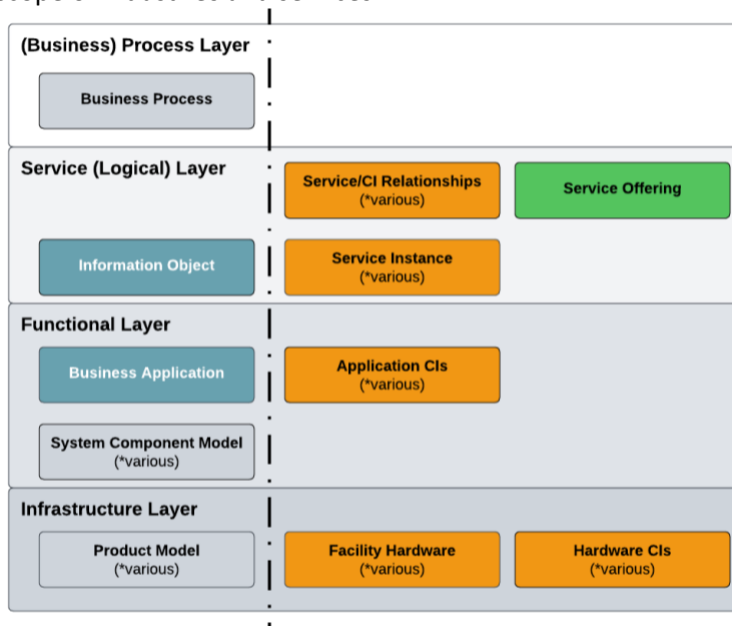 (Business) Process Layer
Business Process
Service (Logical) Layer
Service/CI Relationships
(*various)
Service Offering
Information Object
Service Instance
(*various)
Functional Layer
Business Application
Application CIs
(*various)
System Component Model
(*various)
Infrastructure Layer
Product Model
(*various)
Facility Hardware
(*various)
Hardware CIs
(*various)